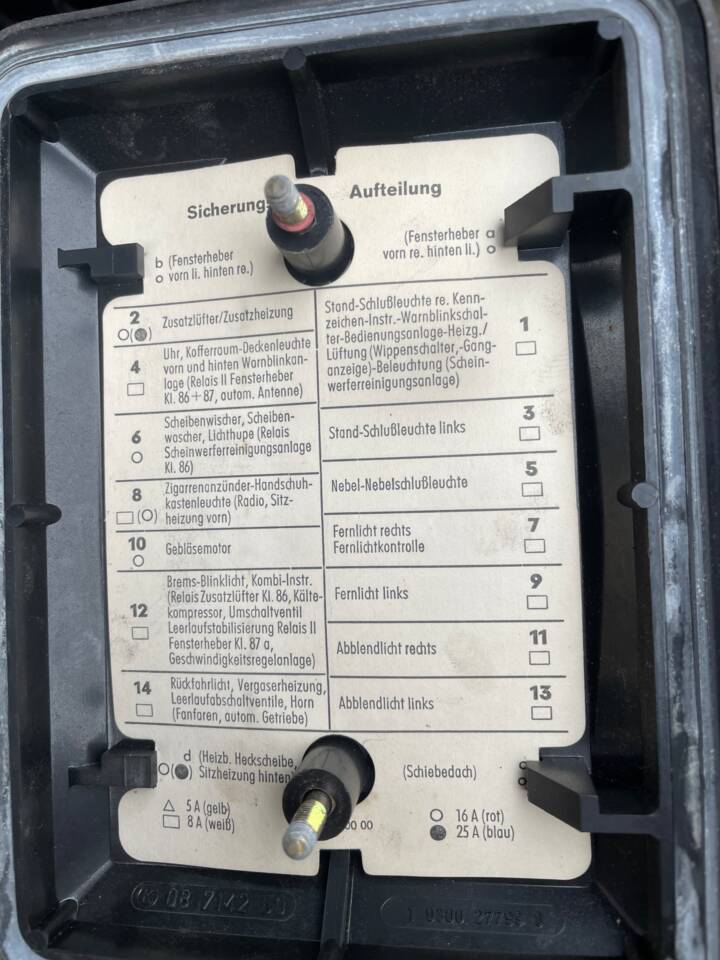 Sicherung
Aufteilung
b (Fensterheber
vorn li. hinten re.)
(Fensterheber a
vorn re. hinten li.)
2
Zusatzlüfter/Zusatzheizung
4
Uhr, Kofferraum-Deckenleuchte
vorn und hinten Warnblinkan-
lage (Relais II Fensterheber
Kl. 86+87, autom. Antenne)
6
Scheibenwischer, Scheiben-
wascher, Lichthupe (Relais
Scheinwerferreinigungsanlage
Kl. 86)
8
Zigarrenanzünder-Handschuh-
kastenleuchte (Radio, Sitz-
heizung vorn)
10
Gebläsemotor
12
Brems-Blinklicht, Kombi-Instr.
(Relais Zusatzlüfter Kl. 86, Kälte-
kompressor, Umschaltventil
Leerlaufstabilisierung Relais II
Fensterheber Kl. 87 a,
Geschwindigkeitsregelanlage)
14
Rückfahrlicht, Vergaserheizung,
Leerlaufabschaltventile, Horn
(Fanfaren, autom. Getriebe)
Stand-Schlußleuchte re. Kenn-
zeichen-Instr.-Warnblinkschal-
ter-Bedienungsanlage-Heizg./
Lüftung (Wippenschalter,-Gang-
anzeige)-Beleuchtung (Schein-
werferreinigungsanlage)
1
Stand-Schlußleuchte links
3
Nebel-Nebelschlußleuchte
5
Fernlicht rechts
Fernlichtkontrolle
7
Fernlicht links
9
Abblendlicht rechts
11
Abblendlicht links
13
d (Heizb. Heckscheibe,
Sitzheizung hinten)
(Schiebedach) c
5 A (gelb)
8 A (weiß)
00 00
16 A (rot)
25 A (blau)